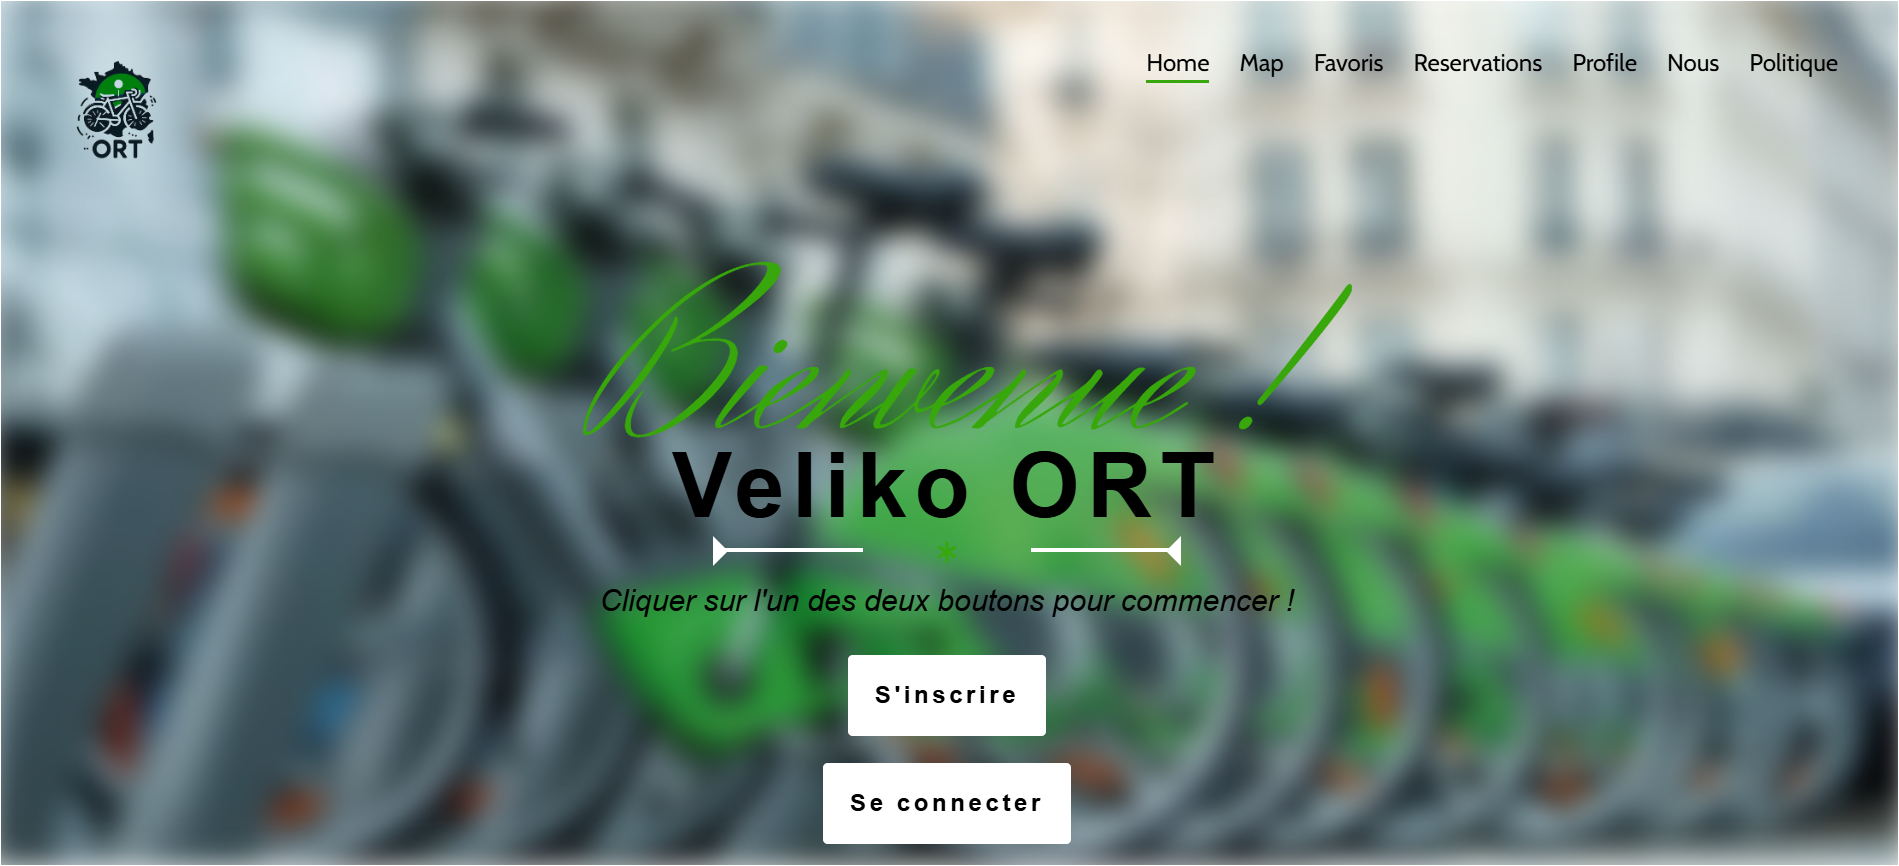 ORT
Home Map Favoris Reservations Profile Nous Politique
Bienvenue !
Veliko ORT
*
Cliquer sur l'un des deux boutons pour commencer !
S'inscrire
Se connecter